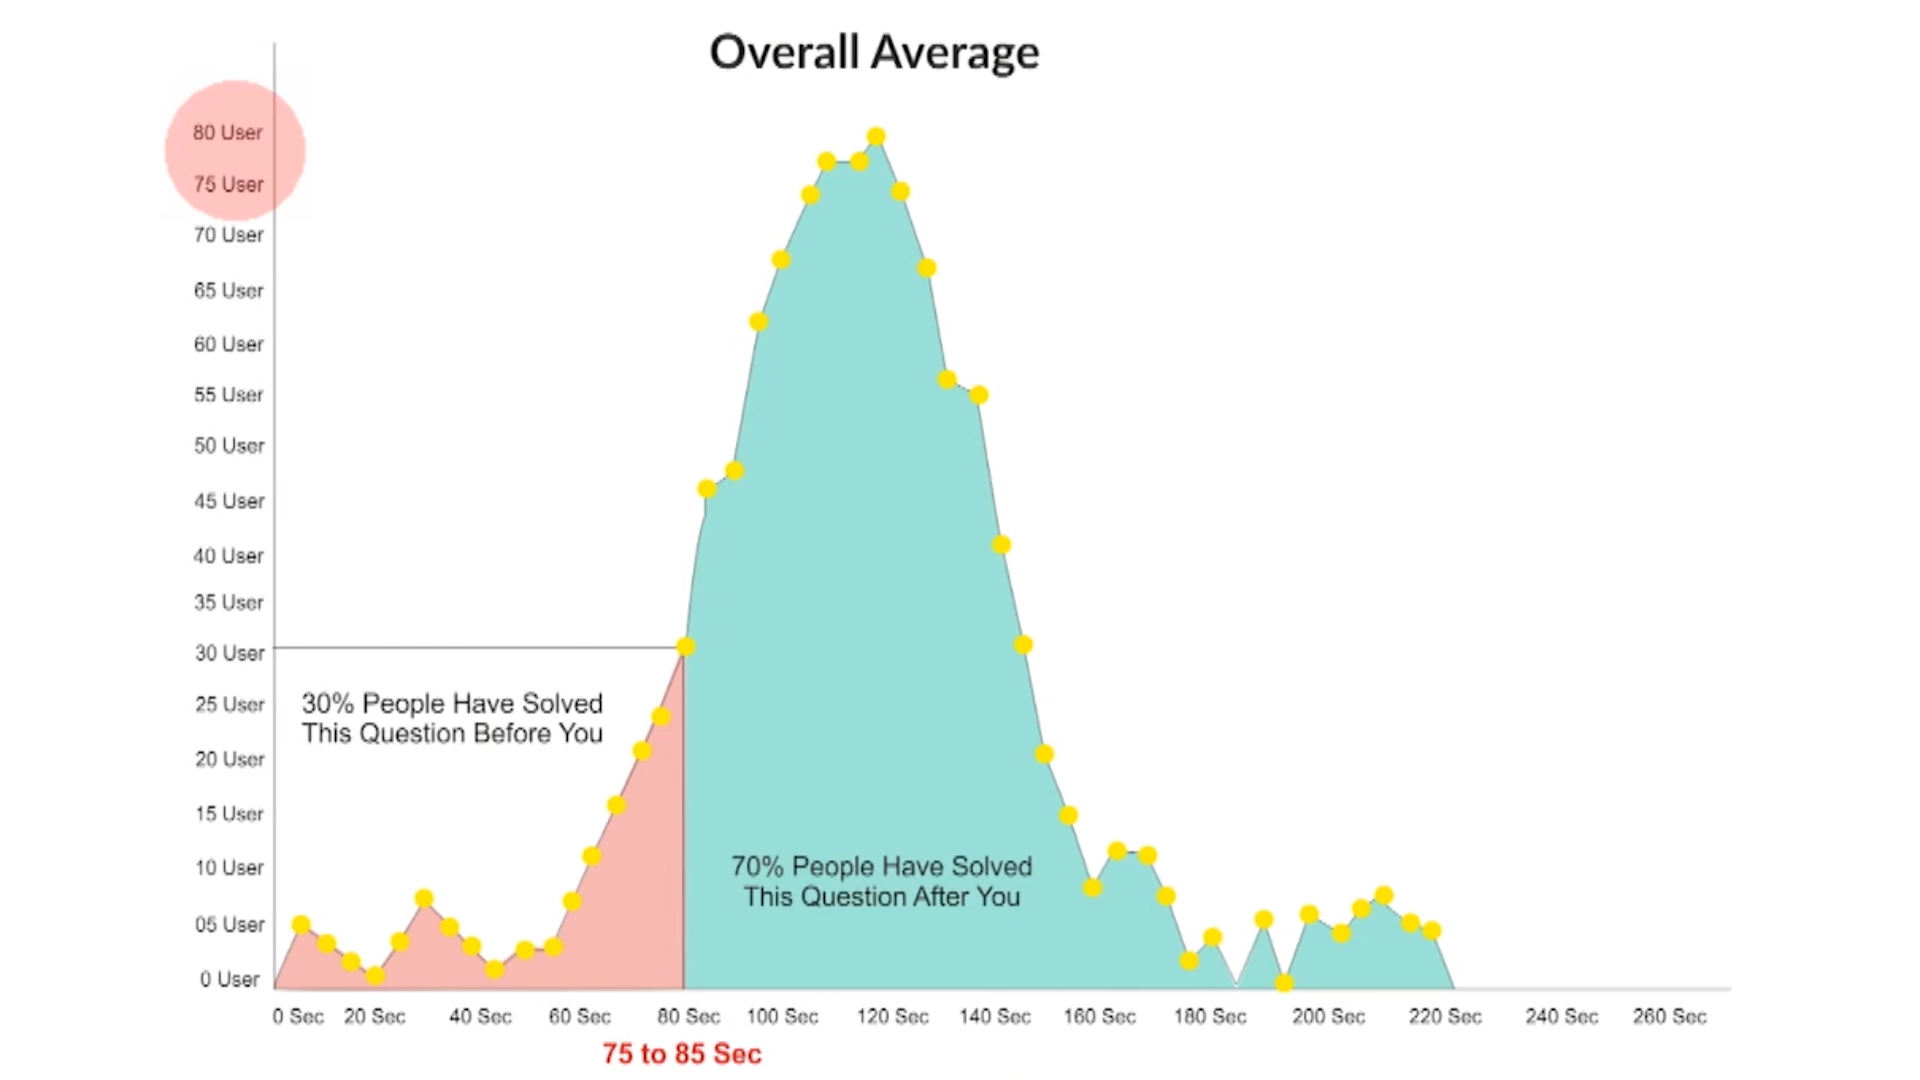 Overall Average
80 User
75 User
70 User
65 User
60 User
55 User
50 User
45 User
40 User
35 User
30 User
25 User
20 User
15 User
10 User
05 User
0 User
30% People Have Solved
This Question Before You
70% People Have Solved
This Question After You
0 Sec 20 Sec 40 Sec 60 Sec 80 Sec 100 Sec 120 Sec 140 Sec 160 Sec 180 Sec 200 Sec 220 Sec 240 Sec 260 Sec
75 to 85 Sec